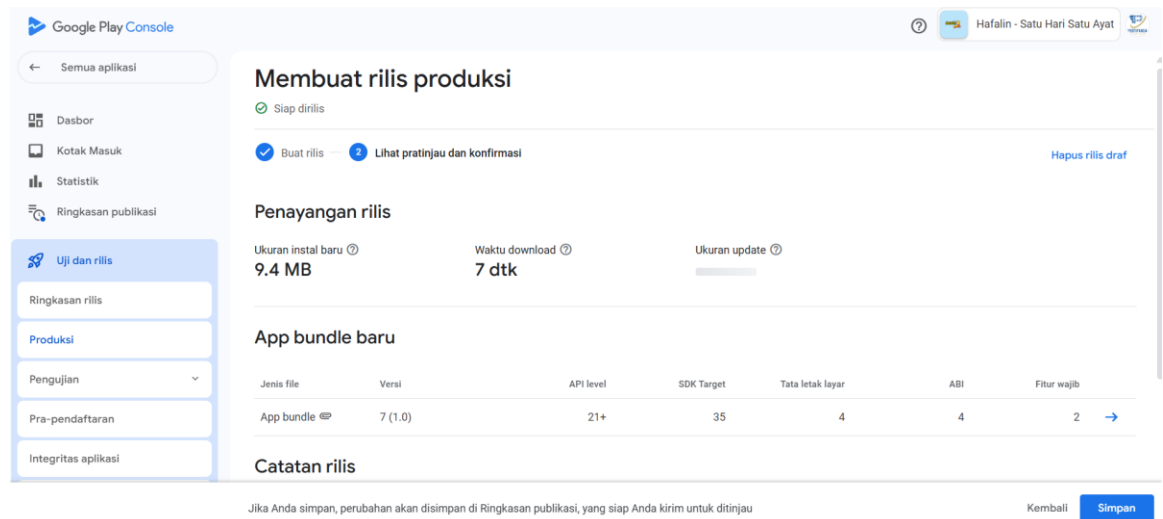 Google Play Console
Hafalin - Satu Hari Satu Ayat
Semua aplikasi
Dasbor
Kotak Masuk
Statistik
Ringkasan publikasi
Uji dan rilis
Ringkasan rilis
Produksi
Pengujian
Pra-pendaftaran
Integritas aplikasi
Membuat rilis produksi
Siap dirilis
Buat rilis 2 Lihat pratinjau dan konfirmasi
Hapus rilis draf
Penayangan rilis
Ukuran instal baru Waktu download Ukuran update
9.4 MB 7 dtk
App bundle baru
Jenis file Versi API level SDK Target Tata letak layar ABI Fitur wajib
App bundle 7 (1.0) 21+ 35 4 4 2
Catatan rilis
Jika Anda simpan, perubahan akan disimpan di Ringkasan publikasi, yang siap Anda kirim untuk ditinjau
Kembali Simpan